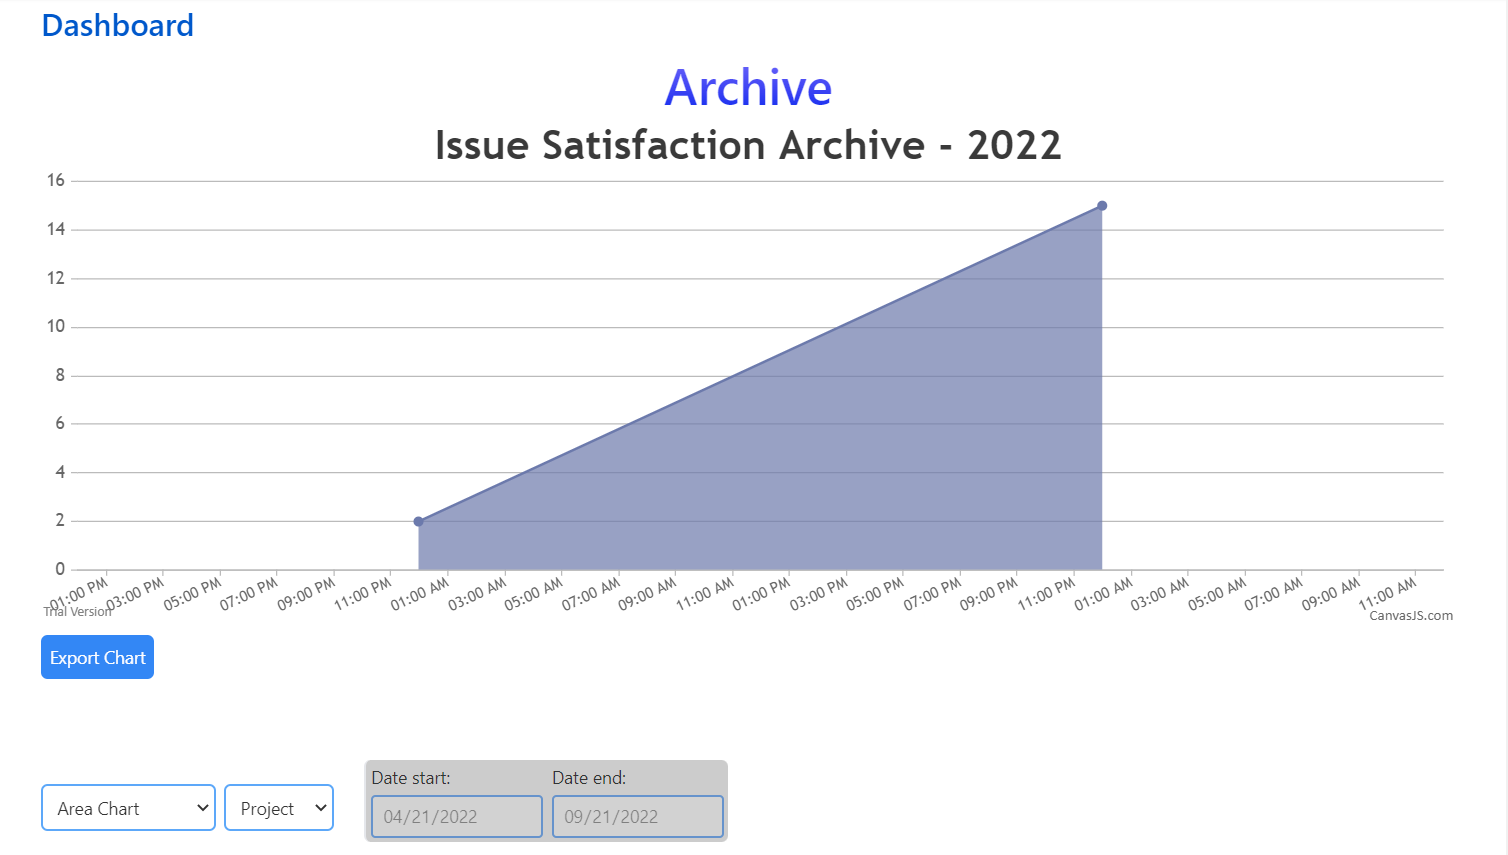 Dashboard
Archive
Issue Satisfaction Archive - 2022
16
14
12
10
8
6
4
2
0
01:00 PM 03:00 PM 05:00 PM 07:00 PM 09:00 PM 11:00 PM 01:00 AM 03:00 AM 05:00 AM 07:00 AM 09:00 AM 11:00 AM 01:00 PM 03:00 PM 05:00 PM 07:00 PM 09:00 PM 11:00 PM 01:00 AM 03:00 AM 05:00 AM 07:00 AM 09:00 AM 11:00 AM
Trial Version CanvasJS.com
Export Chart
Date start: Date end:
Area Chart Project 04/21/2022 09/21/2022